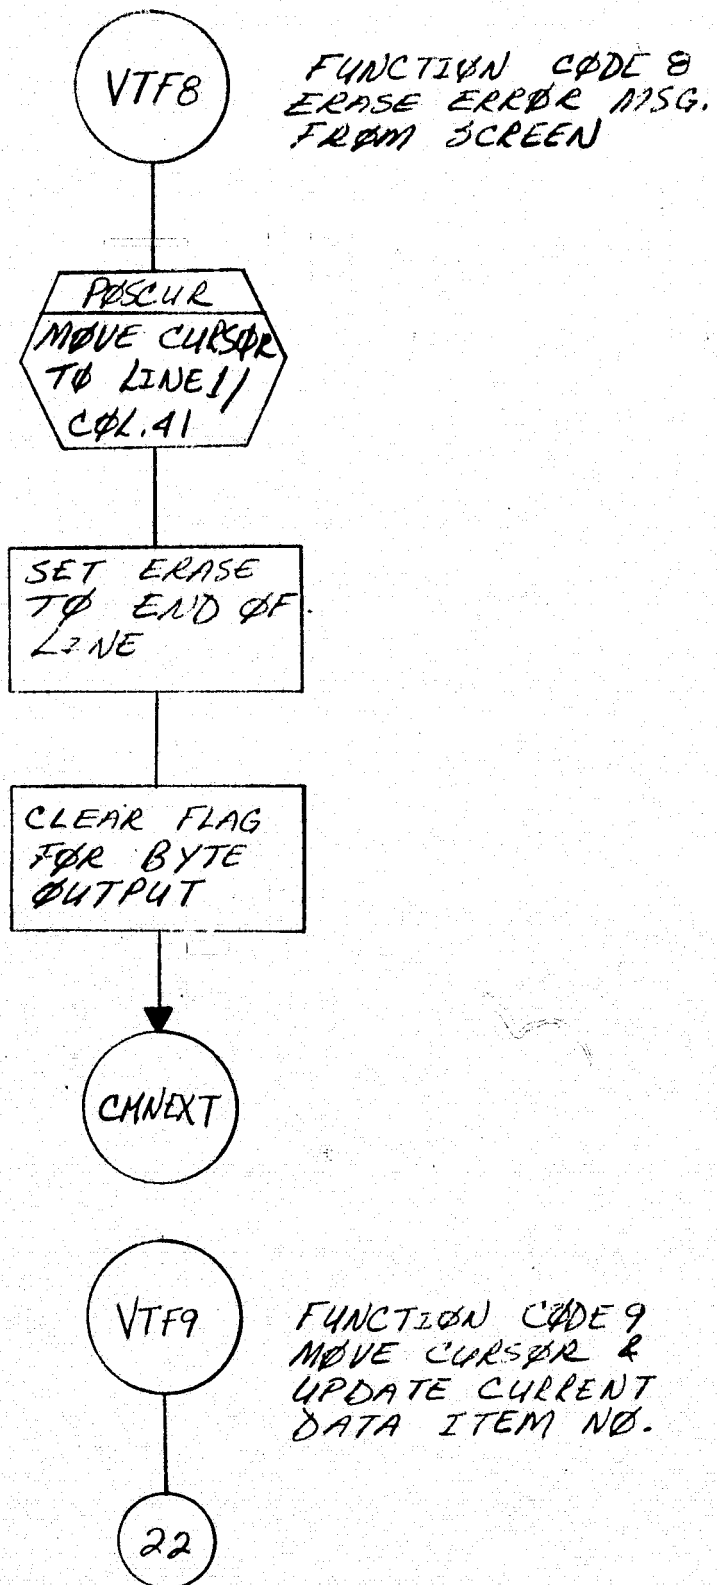 VTF8
FUNCTIØN CØDE 8
ERASE ERRØR MSG.
FRØM SCREEN
PØSCUR
MØVE CURSØR
TØ LINE 1/
CØL.41
SET ERASE
TØ END ØF
LINE
CLEAR FLAG
FØR BYTE
ØUTPUT
CMNEXT
VTF9
FUNCTIØN CØDE 9
MØVE CURSØR &
UPDATE CURRENT
DATA ITEM NØ.
22